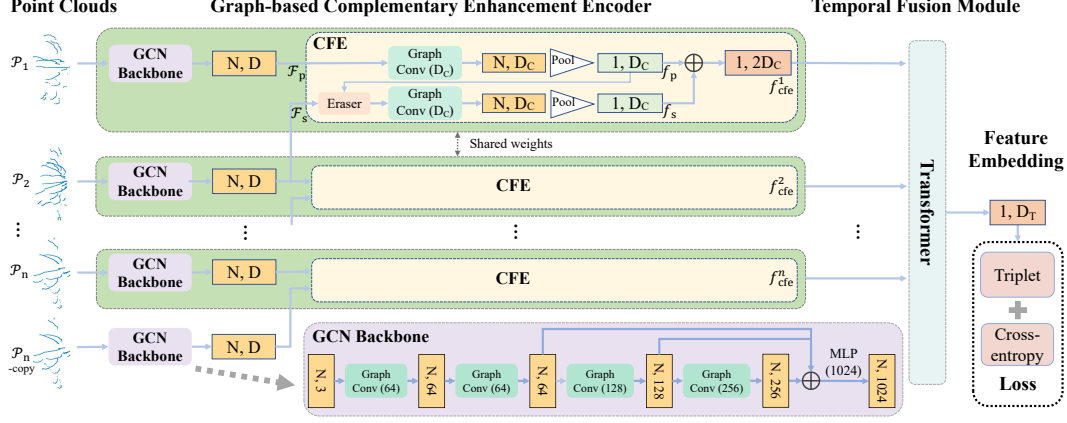 Point Clouds
Graph-based Complementary Enhancement Encoder
Temporal Fusion Module
𝒫1
GCN
Backbone
N, D
ℱp
ℱs
CFE
Graph
Conv (DC)
N, DC
Pool
1, DC
fp
1, 2DC
f1cfe
Eraser
Graph
Conv (DC)
N, DC
Pool
1, DC
fs
Shared weights
𝒫2
GCN
Backbone
N, D
CFE
f2cfe
𝒫n
GCN
Backbone
N, D
CFE
fncfe
𝒫n
-copy
GCN
Backbone
N, D
GCN Backbone
N, 3
Graph
Conv (64)
N, 64
Graph
Conv (64)
N, 64
Graph
Conv (128)
N, 128
Graph
Conv (256)
N, 256
MLP
(1024)
N, 1024
Transformer
Feature
Embedding
1, DT
Triplet
Cross-
entropy
Loss